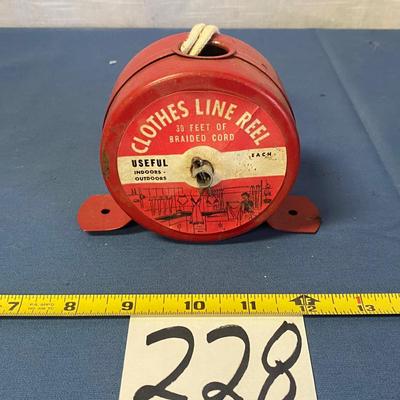 CLOTHES LINE REEL
30 FEET OF
BRAIDED CORD
USEFUL
INDOORS -
OUTDOORS
EACH
7 8 9 10 11 12 13
228